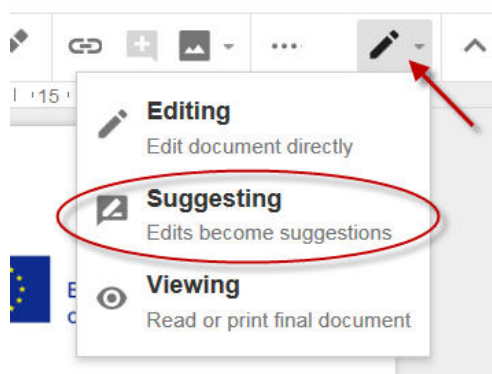 15
Editing
Edit document directly
Suggesting
Edits become suggestions
E
Viewing
c
Read or print final document